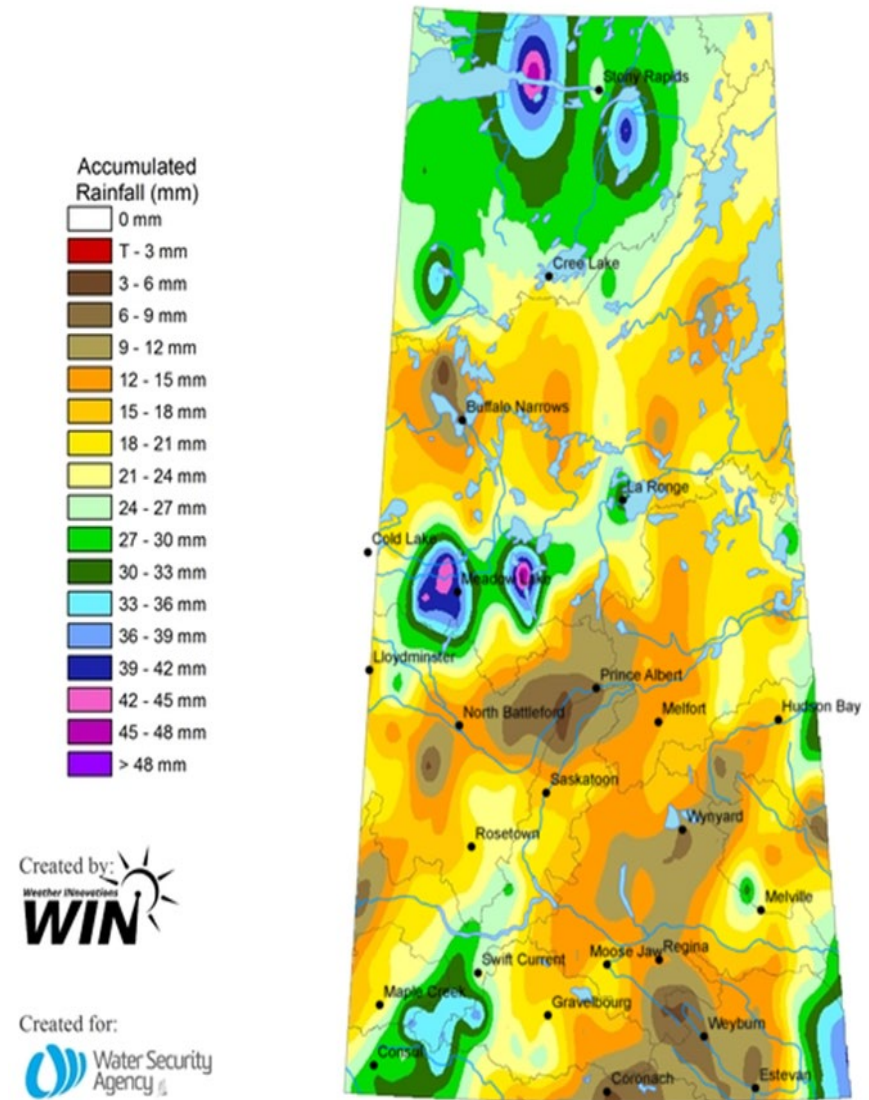 Accumulated
Rainfall (mm)
0 mm
T - 3 mm
3 - 6 mm
6 - 9 mm
9 - 12 mm
12 - 15 mm
15 - 18 mm
18 - 21 mm
21 - 24 mm
24 - 27 mm
27 - 30 mm
30 - 33 mm
33 - 36 mm
36 - 39 mm
39 - 42 mm
42 - 45 mm
45 - 48 mm
> 48 mm
Created by:
Weather INnovations
WIN
Created for:
Water Security
Agency
Stony Rapids
Cree Lake
Buffalo Narrows
La Ronge
Cold Lake
Meadow Lake
Lloydminster
Prince Albert
North Battleford
Melfort
Hudson Bay
Saskatoon
Wynyard
Rosetown
Melville
Moose Jaw
Regina
Swift Current
Maple Creek
Gravelbourg
Weyburn
Consul
Coronach
Estevan